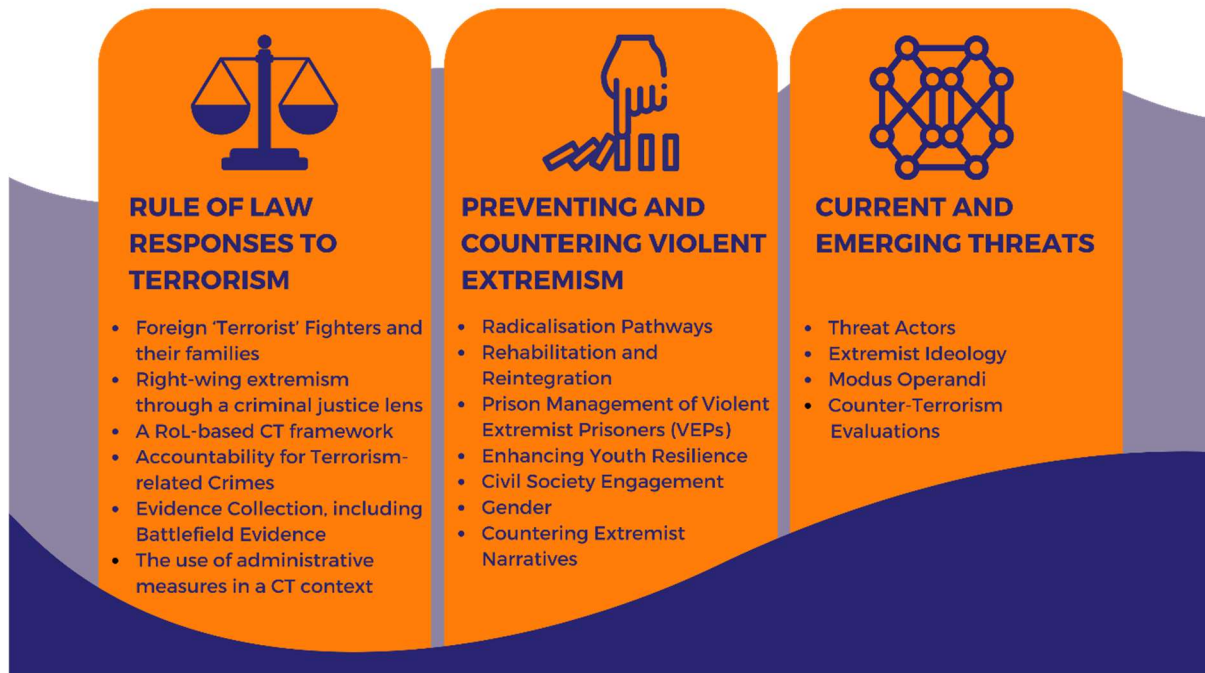 RULE OF LAW
RESPONSES TO
TERRORISM
• Foreign ‘Terrorist’ Fighters and
their families
• Right-wing extremism
through a criminal justice lens
• A RoL-based CT framework
• Accountability for Terrorism-
related Crimes
• Evidence Collection, including
Battlefield Evidence
• The use of administrative
measures in a CT context
PREVENTING AND
COUNTERING VIOLENT
EXTREMISM
• Radicalisation Pathways
• Rehabilitation and
Reintegration
• Prison Management of Violent
Extremist Prisoners (VEPs)
• Enhancing Youth Resilience
• Civil Society Engagement
• Gender
• Countering Extremist
Narratives
CURRENT AND
EMERGING THREATS
• Threat Actors
• Extremist Ideology
• Modus Operandi
• Counter-Terrorism
Evaluations